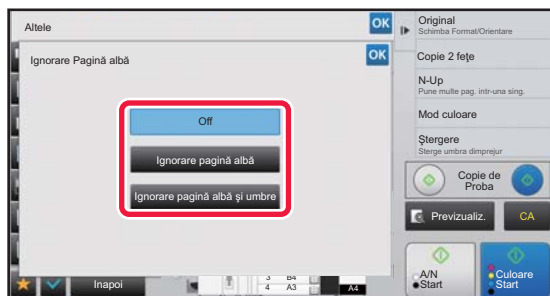 Altele
OK
Ignorare Pagină albă
OK
Off
Ignorare pagină albă
Ignorare pagină albă şi umbre
Inapoi
3 B4
4 A3
A4
Original
Schimba Format/Orientare
Copie 2 feţe
N-Up
Pune multe pag. intr-una sing.
Mod culoare
Ştergere
Sterge umbra dimprejur
Copie de
Proba
Previzualiz.
CA
A/N
Start
Culoare
Start